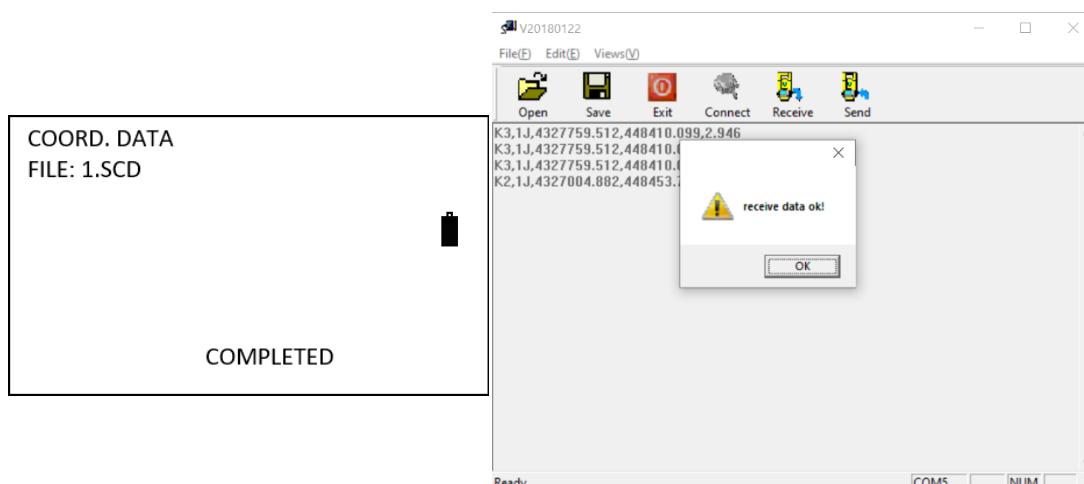 COORD. DATA
FILE: 1.SCD
COMPLETED
V20180122
File(F) Edit(E) Views(V)
Open Save Exit Connect Receive Send
K3,1J,4327759.512,448410.099,2.946
K3,1J,4327759.512,448410.0
K3,1J,4327759.512,448410.
K2,1J,4327004.882,448453.
receive data ok!
OK
Ready COM5 NUM